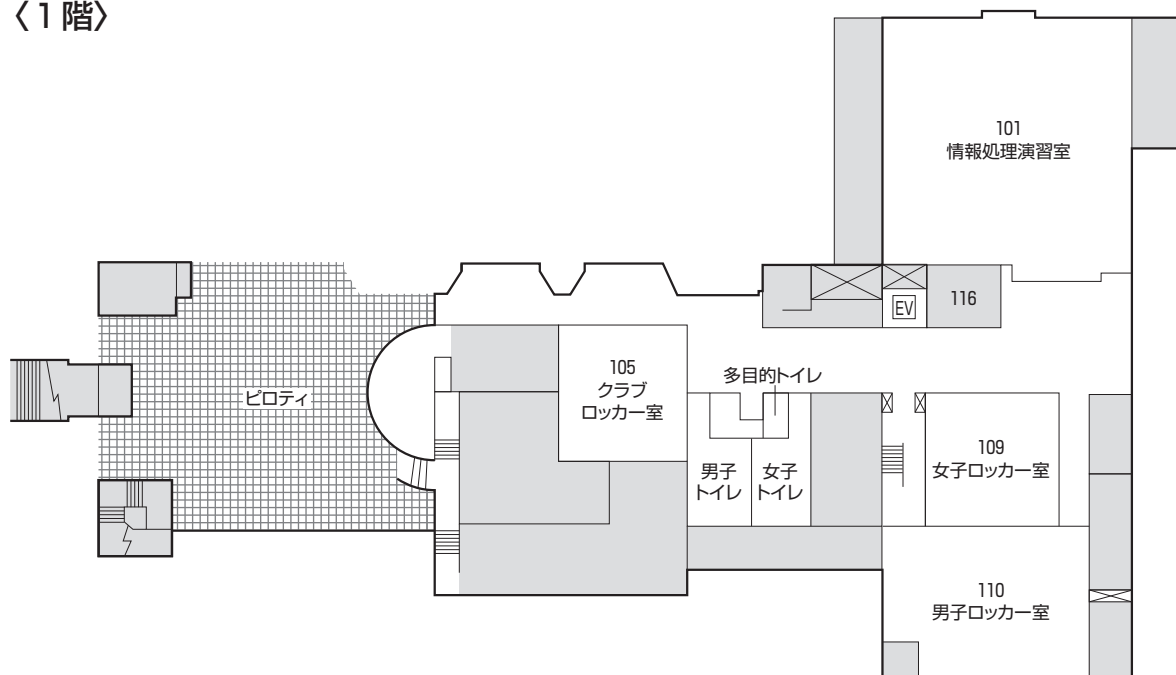 〈1階〉
101
情報処理演習室
EV
116
105
クラブ
ロッカー室
多目的トイレ
ピロティ
109
女子ロッカー室
男子
トイレ
女子
トイレ
110
男子ロッカー室